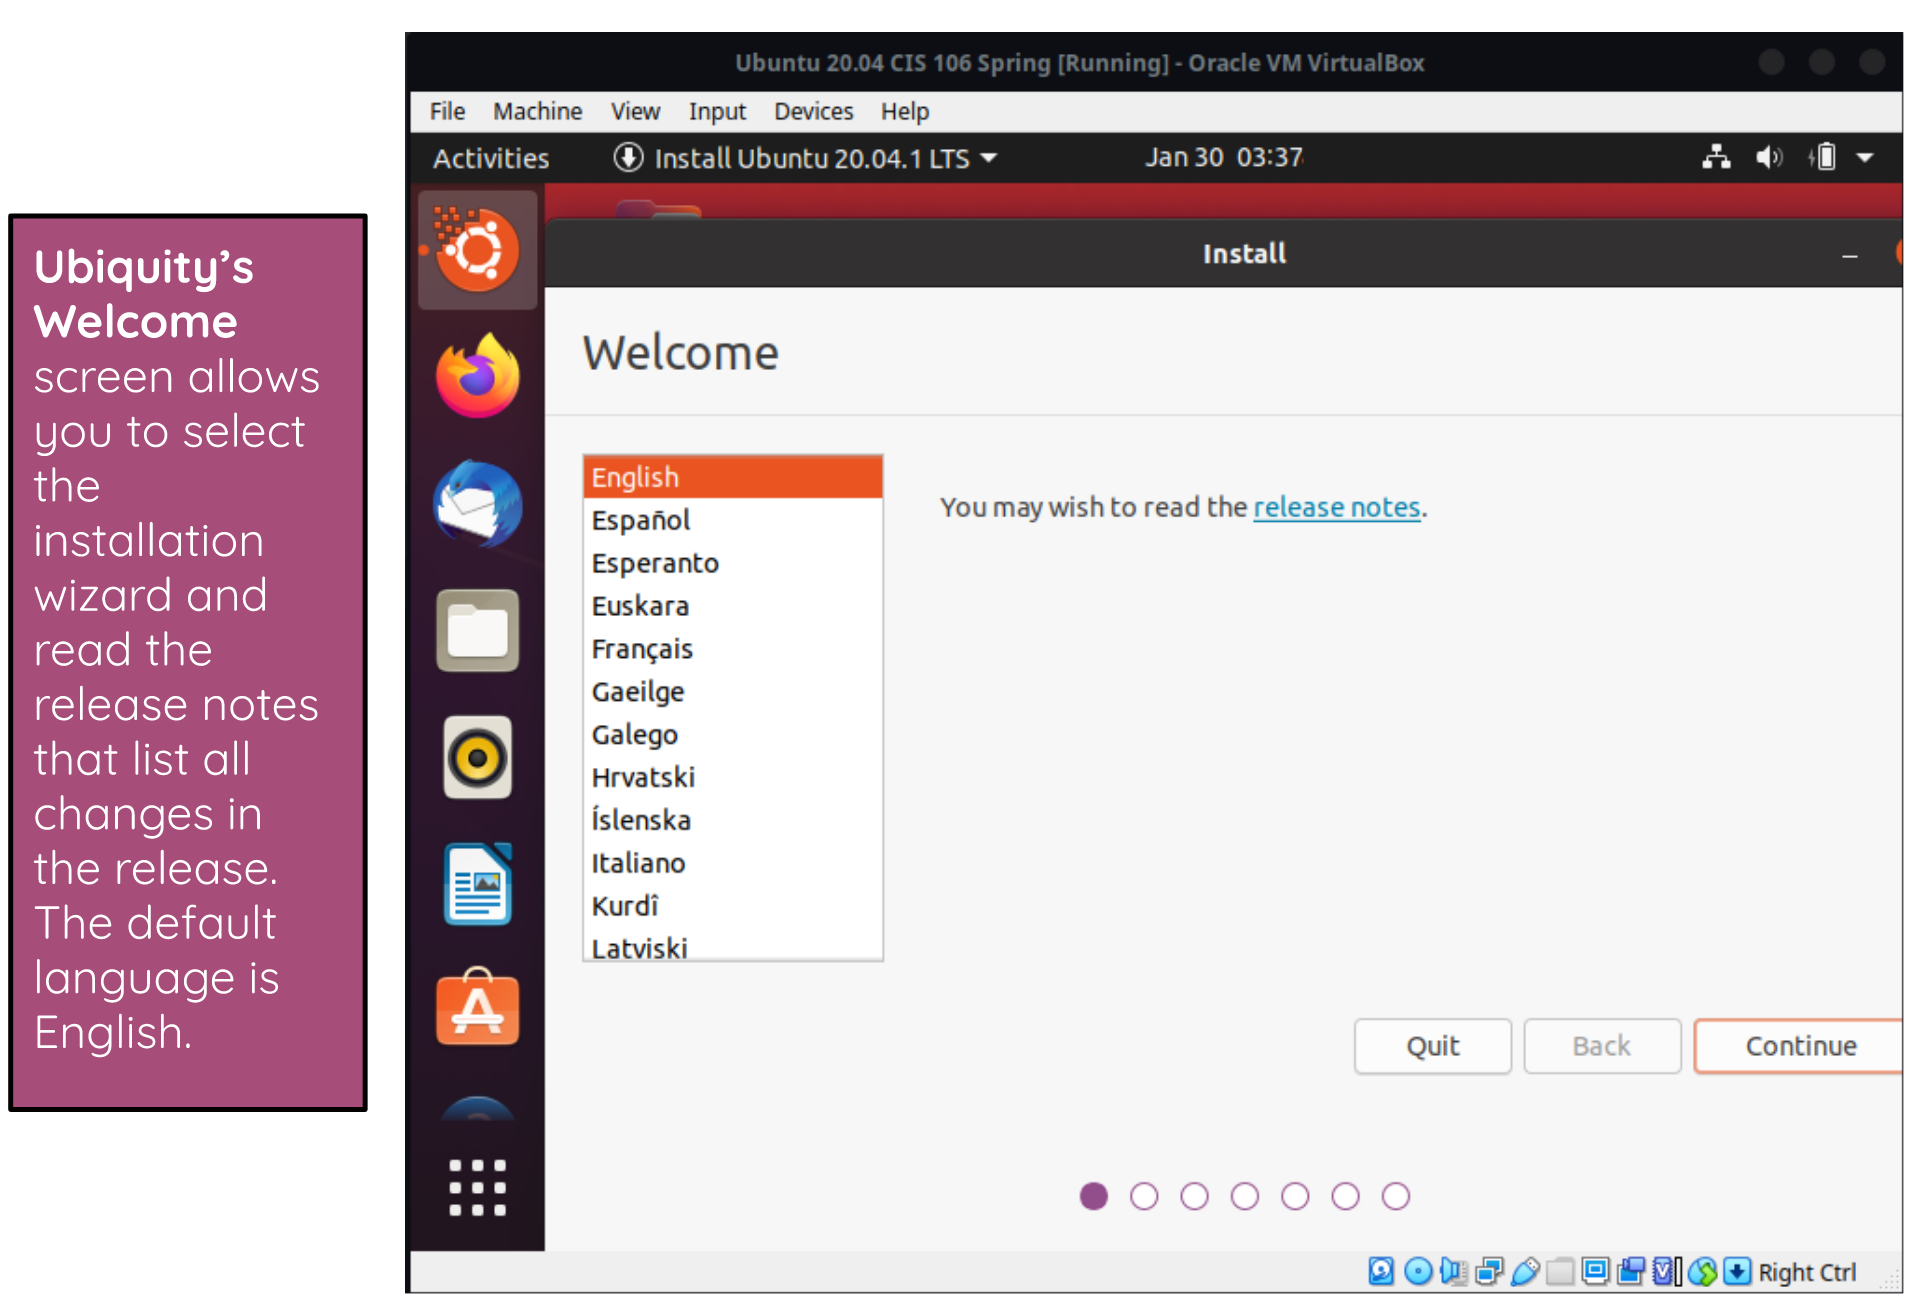 Ubiquity’s
Welcome
screen allows
you to select
the
installation
wizard and
read the
release notes
that list all
changes in
the release.
The default
language is
English.
Ubuntu 20.04 CIS 106 Spring [Running] - Oracle VM VirtualBox
File Machine View Input Devices Help
Activities Install Ubuntu 20.04.1 LTS Jan 30 03:37
Install
Welcome
English
Español
Esperanto
Euskara
Français
Gaeilge
Galego
Hrvatski
Íslenska
Italiano
Kurdî
Latviski
You may wish to read the release notes.
Quit Back Continue
Right Ctrl